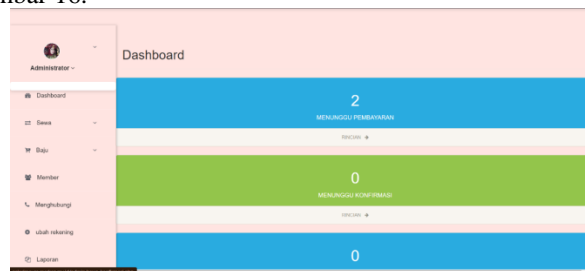 Administrator
Dashboard
Sewa
Baju
Member
Menghubungi
ubah rekening
Laporan
Dashboard
2
MENUNGGU PEMBAYARAN
RINCIAN
0
MENUNGGU KONFIRMASI
RINCIAN
0